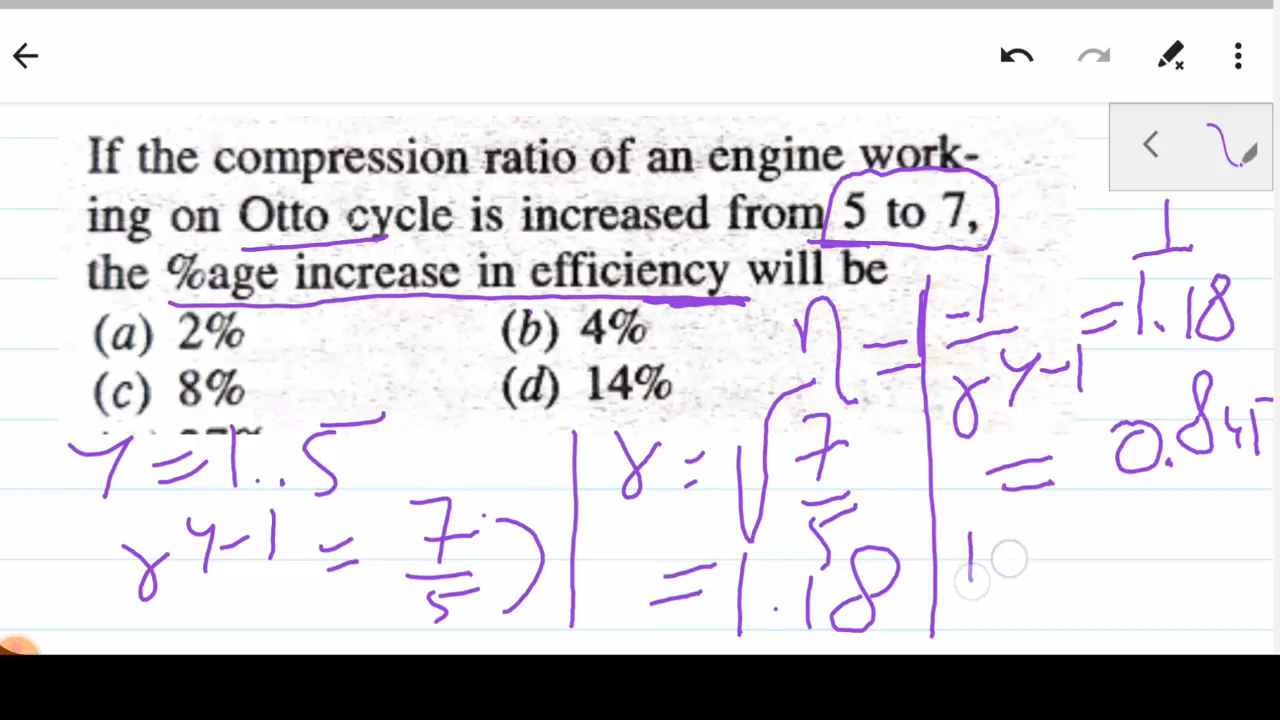 If the compression ratio of an engine work-
ing on Otto cycle is increased from 5 to 7,
the %age increase in efficiency will be
(a) 2% (b) 4%
(c) 8% (d) 14%
η = 1 - 1/γ^y-1 = 1/1.18
= 0.845
y = 1..5
γ^y-1 = 7/5)
γ = √7/5
= 1.18
1